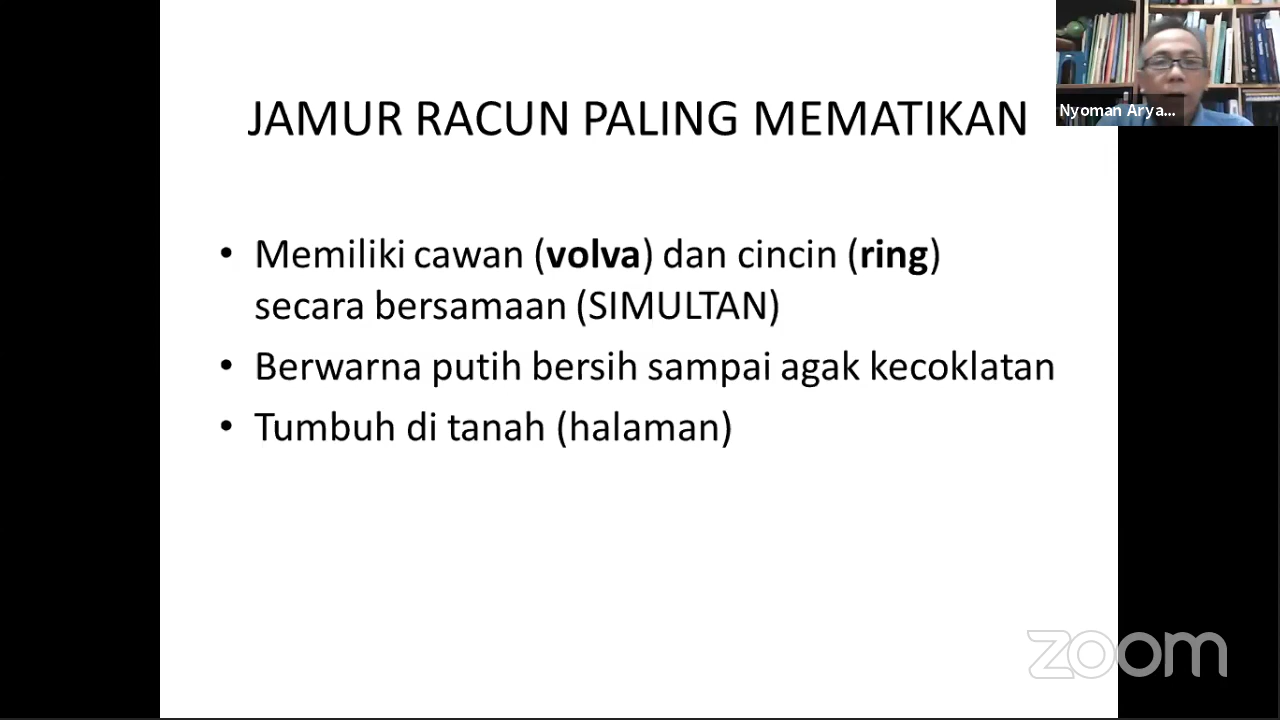 JAMUR RACUN PALING MEMATIKAN
Nyoman Arya...
• Memiliki cawan (volva) dan cincin (ring)
secara bersamaan (SIMULTAN)
• Berwarna putih bersih sampai agak kecoklatan
• Tumbuh di tanah (halaman)
zoom